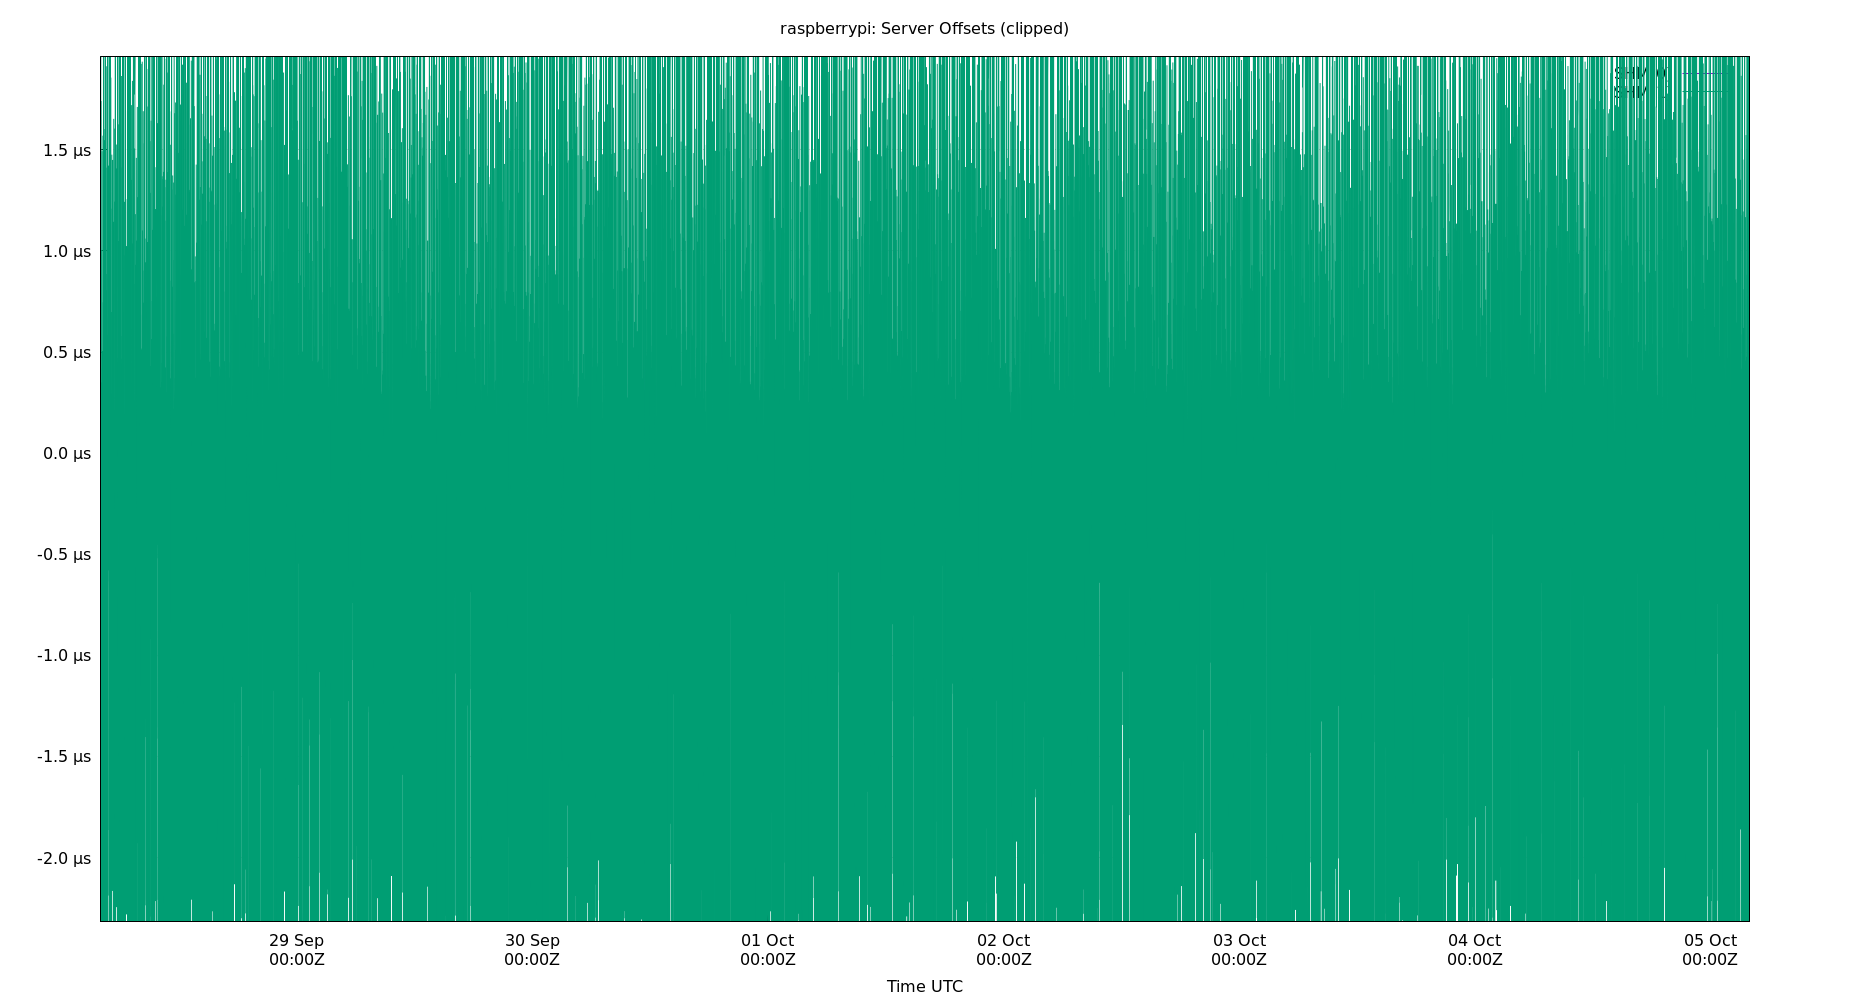 raspberrypi: Server Offsets (clipped)
1.5 µs
1.0 µs
0.5 µs
0.0 µs
-0.5 µs
-1.0 µs
-1.5 µs
-2.0 µs
29 Sep
00:00Z
30 Sep
00:00Z
01 Oct
00:00Z
02 Oct
00:00Z
03 Oct
00:00Z
04 Oct
00:00Z
05 Oct
00:00Z
Time UTC